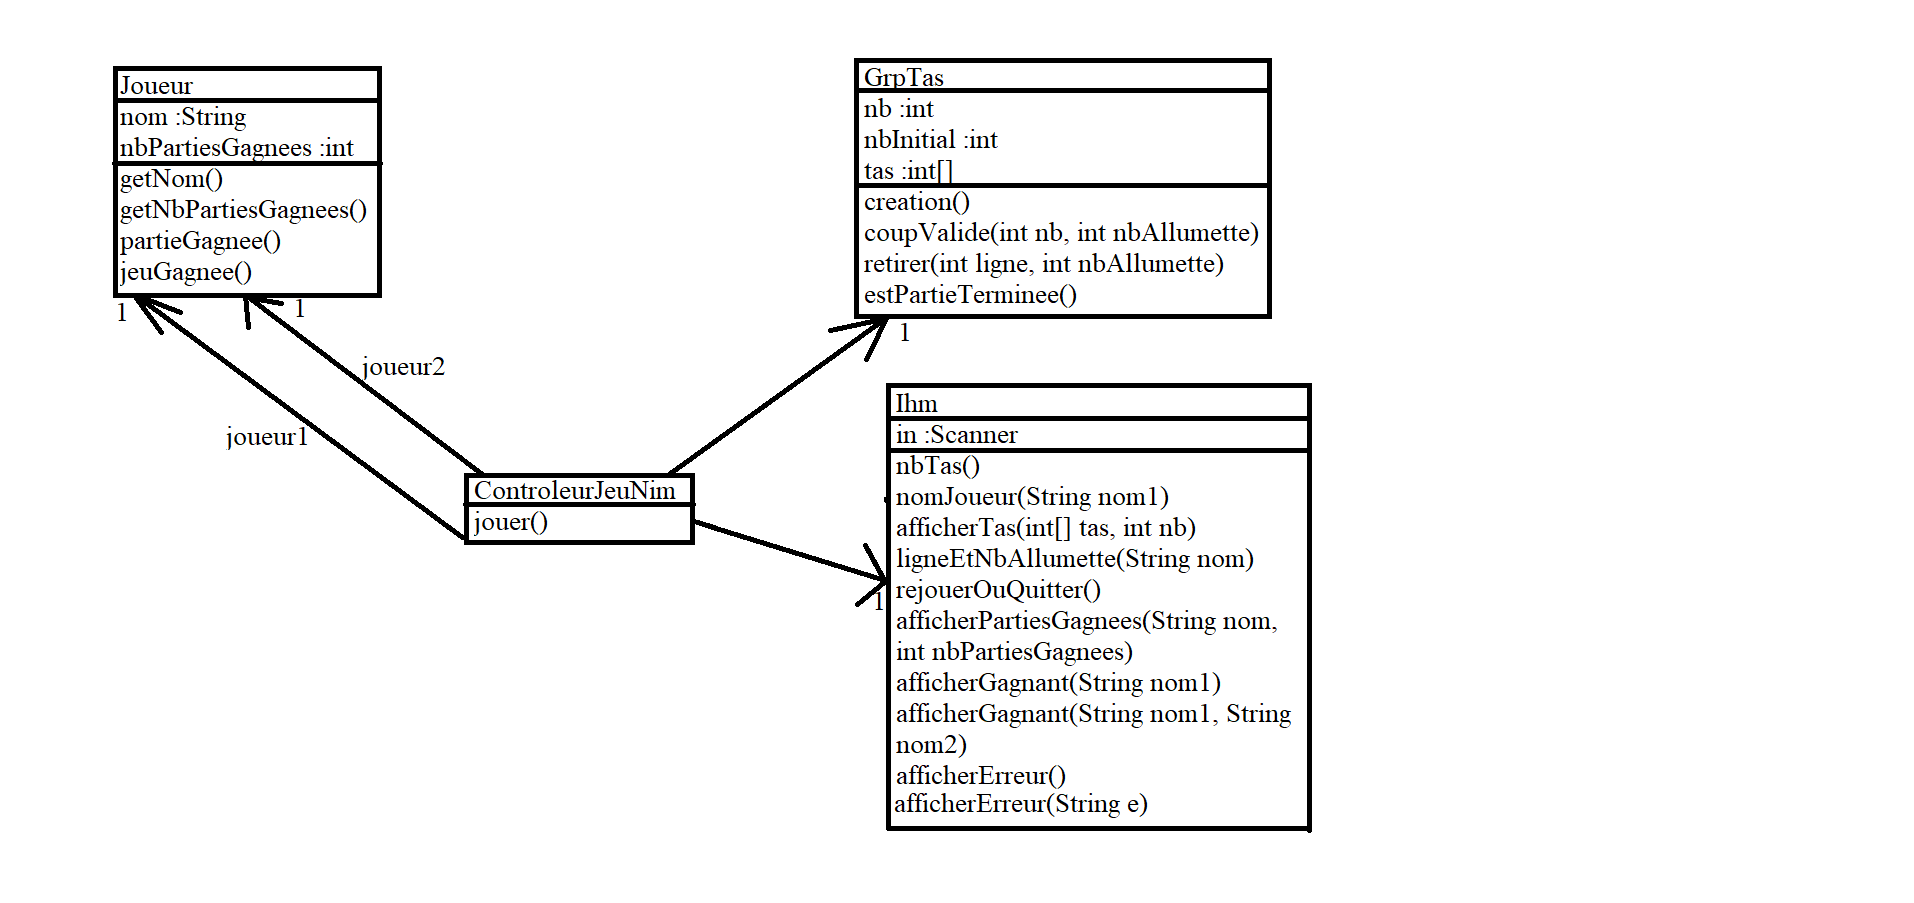 Joueur
nom :String
nbPartiesGagnees :int
getNom()
getNbPartiesGagnees()
partieGagnee()
jeuGagnee()
1
1
joueur2
joueur1
ControleurJeuNim
jouer()
GrpTas
nb :int
nbInitial :int
tas :int[]
creation()
coupValide(int nb, int nbAllumette)
retirer(int ligne, int nbAllumette)
estPartieTerminee()
1
Ihm
in :Scanner
nbTas()
nomJoueur(String nom1)
afficherTas(int[] tas, int nb)
ligneEtNbAllumette(String nom)
rejouerOuQuitter()
afficherPartiesGagnees(String nom,
int nbPartiesGagnees)
afficherGagnant(String nom1)
afficherGagnant(String nom1, String
nom2)
afficherErreur()
afficherErreur(String e)
1